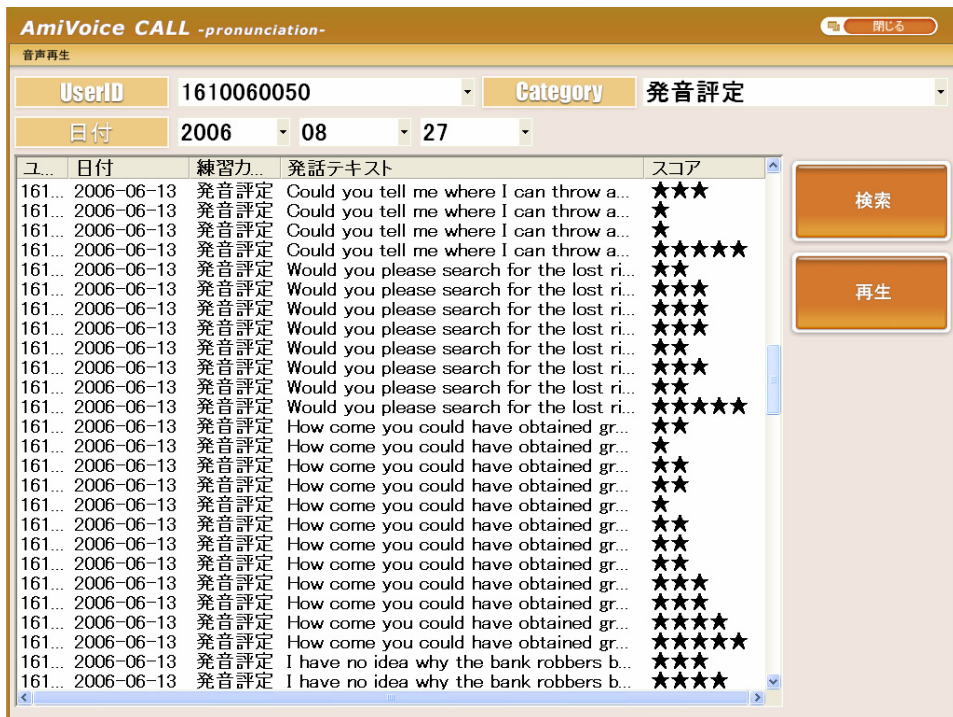 AmiVoice CALL -pronunciation-
閉じる
音声再生
UserID 1610060050 Category 発音評定
日付 2006 08 27
ユ... 日付 練習力... 発話テキスト スコア
161... 2006-06-13 発音評定 Could you tell me where I can throw a... ★★★
161... 2006-06-13 発音評定 Could you tell me where I can throw a... ★
161... 2006-06-13 発音評定 Could you tell me where I can throw a... ★
161... 2006-06-13 発音評定 Could you tell me where I can throw a... ★★★★★
161... 2006-06-13 発音評定 Would you please search for the lost ri... ★★
161... 2006-06-13 発音評定 Would you please search for the lost ri... ★★★
161... 2006-06-13 発音評定 Would you please search for the lost ri... ★★★
161... 2006-06-13 発音評定 Would you please search for the lost ri... ★★★
161... 2006-06-13 発音評定 Would you please search for the lost ri... ★★
161... 2006-06-13 発音評定 Would you please search for the lost ri... ★★★
161... 2006-06-13 発音評定 Would you please search for the lost ri... ★★
161... 2006-06-13 発音評定 Would you please search for the lost ri... ★★★★★
161... 2006-06-13 発音評定 How come you could have obtained gr... ★★
161... 2006-06-13 発音評定 How come you could have obtained gr... ★
161... 2006-06-13 発音評定 How come you could have obtained gr... ★★
161... 2006-06-13 発音評定 How come you could have obtained gr... ★★
161... 2006-06-13 発音評定 How come you could have obtained gr... ★
161... 2006-06-13 発音評定 How come you could have obtained gr... ★★
161... 2006-06-13 発音評定 How come you could have obtained gr... ★★
161... 2006-06-13 発音評定 How come you could have obtained gr... ★★
161... 2006-06-13 発音評定 How come you could have obtained gr... ★★★
161... 2006-06-13 発音評定 How come you could have obtained gr... ★★★
161... 2006-06-13 発音評定 How come you could have obtained gr... ★★★★
161... 2006-06-13 発音評定 How come you could have obtained gr... ★★★★★
161... 2006-06-13 発音評定 I have no idea why the bank robbers b... ★★★
161... 2006-06-13 発音評定 I have no idea why the bank robbers b... ★★★★
検索
再生